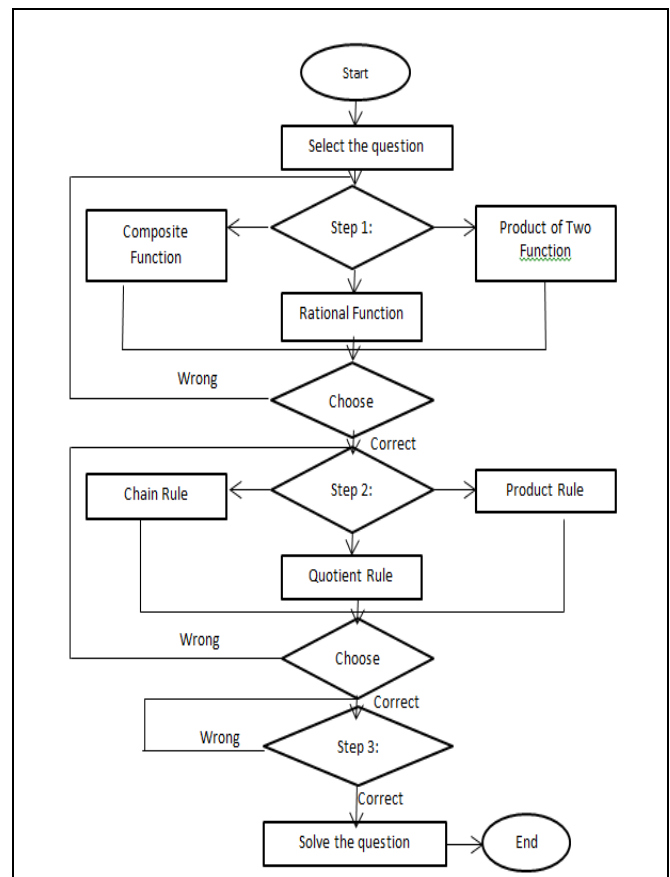 Start
Select the question
Step 1:
Composite
Function
Product of Two
Function
Rational Function
Wrong
Choose
Correct
Step 2:
Chain Rule
Product Rule
Quotient Rule
Wrong
Choose
Correct
Wrong
Step 3:
Correct
Solve the question
End